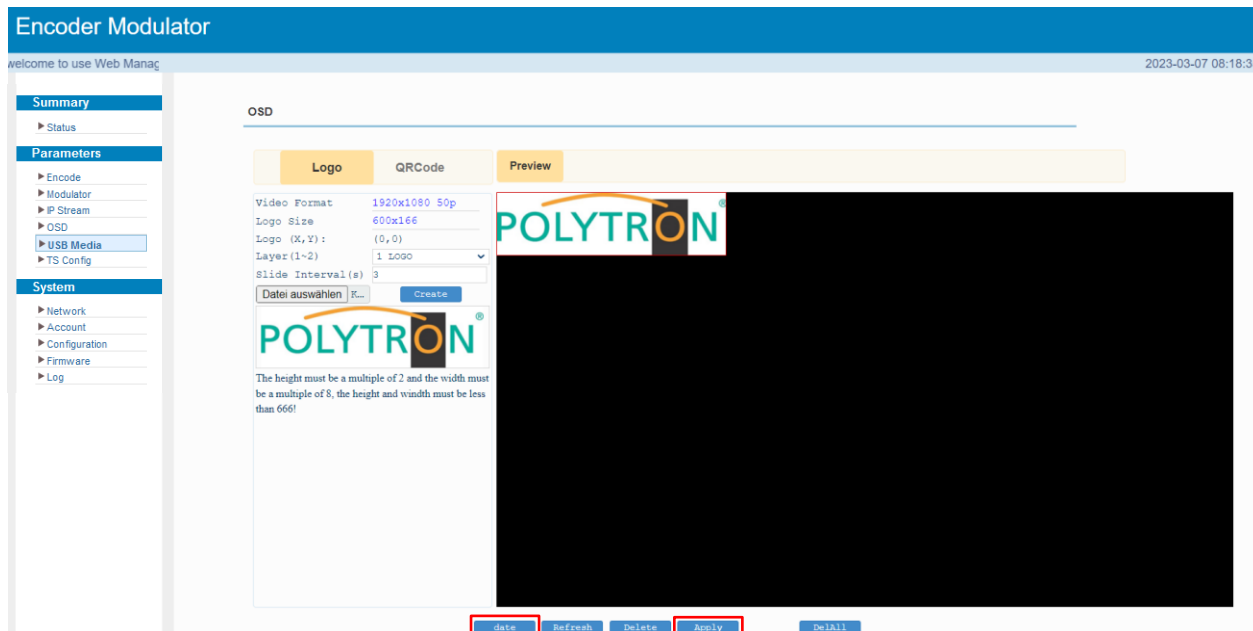 Encoder Modulator
welcome to use Web Manag
2023-03-07 08:18:3
Summary
Status
Parameters
Encode
Modulator
IP Stream
OSD
USB Media
TS Config
System
Network
Account
Configuration
Firmware
Log
OSD
Logo QRCode
Preview
Video Format 1920x1080 50p
Logo Size 600x166
Logo (X,Y): (0,0)
Layer(1~2) 1 LOGO
Slide Interval(s) 3
Datei auswählen K... Create
POLYTRON®
The height must be a multiple of 2 and the width must
be a multiple of 8, the height and windth must be less
than 666!
POLYTRON®
date Refresh Delete Apply DelAll